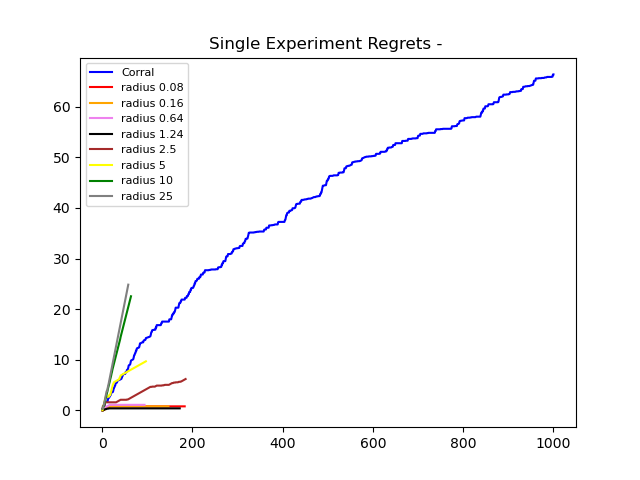 Single Experiment Regrets -
Corral
radius 0.08
radius 0.16
radius 0.64
radius 1.24
radius 2.5
radius 5
radius 10
radius 25
60
50
40
30
20
10
0
0 200 400 600 800 1000